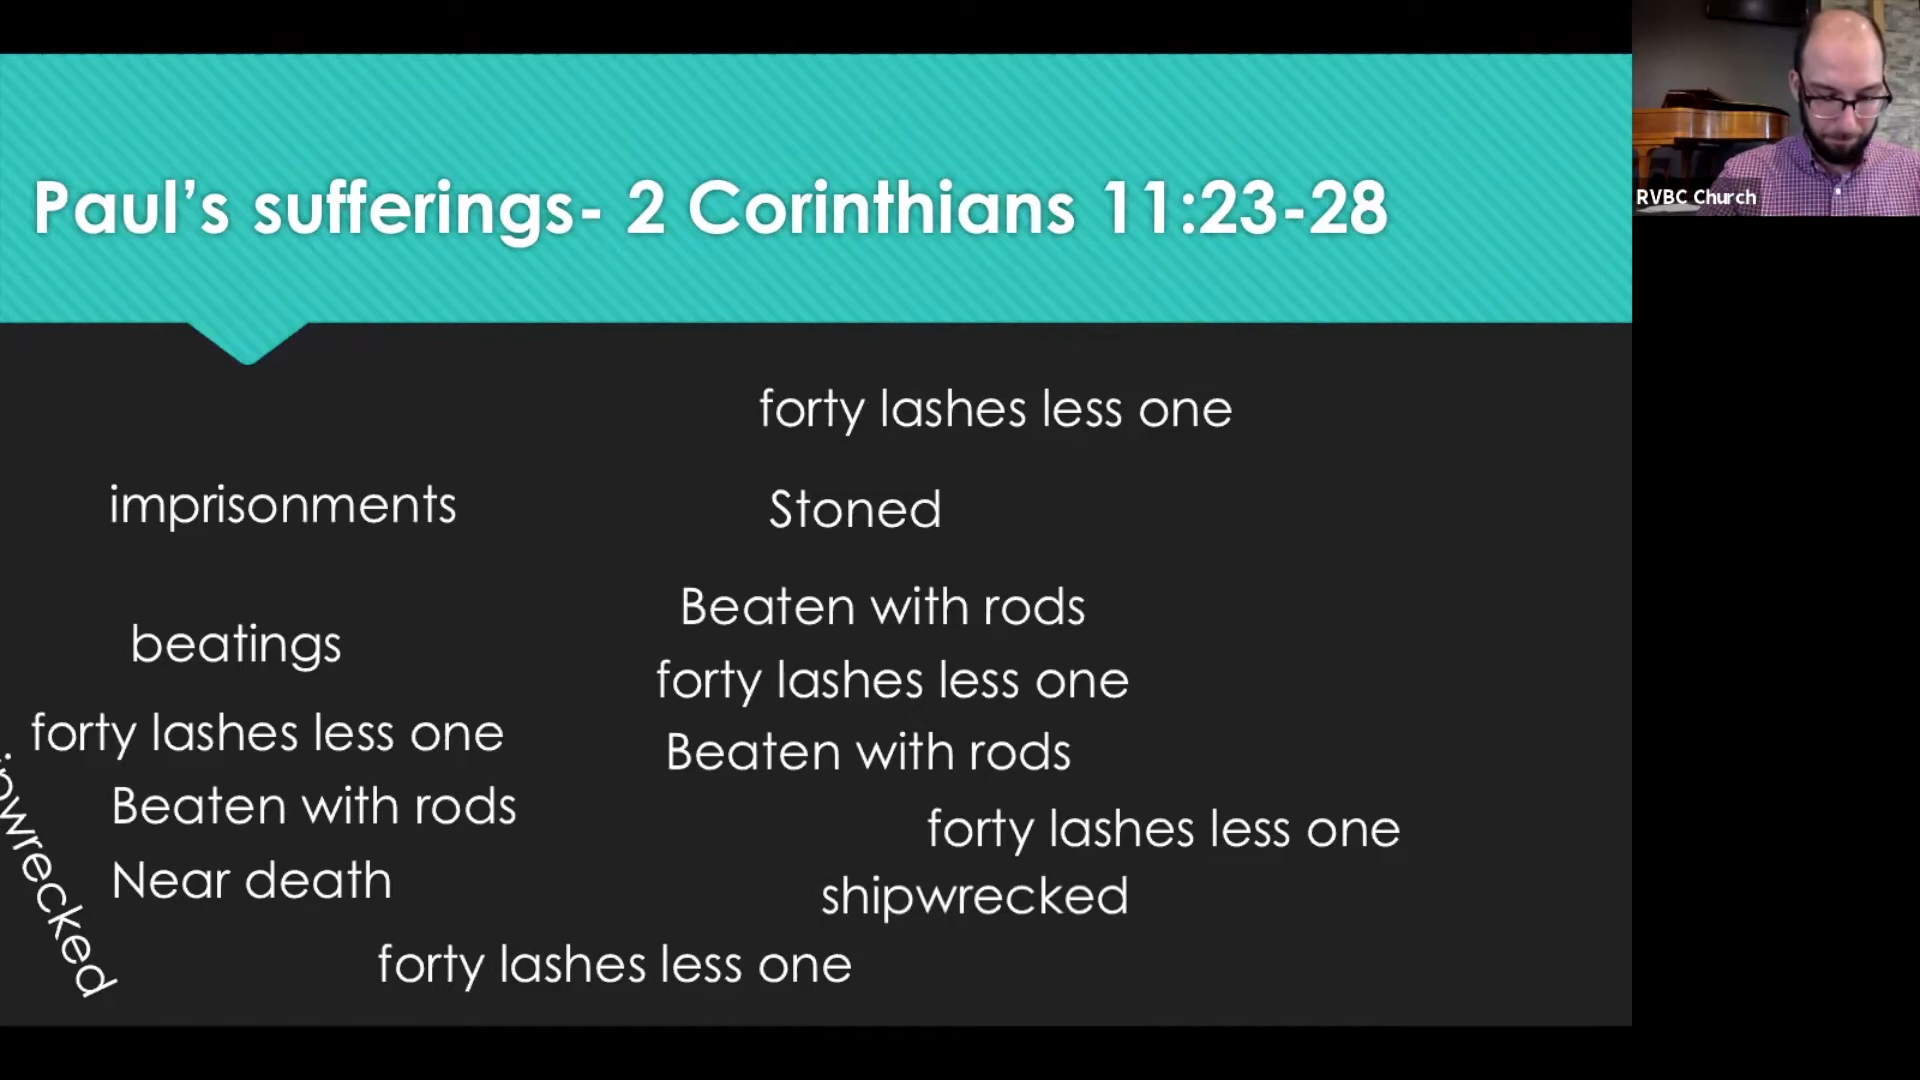 Paul’s sufferings- 2 Corinthians 11:23-28
RVBC Church
forty lashes less one
imprisonments
Stoned
Beaten with rods
beatings
forty lashes less one
forty lashes less one
Beaten with rods
Beaten with rods
forty lashes less one
Near death
shipwrecked
forty lashes less one